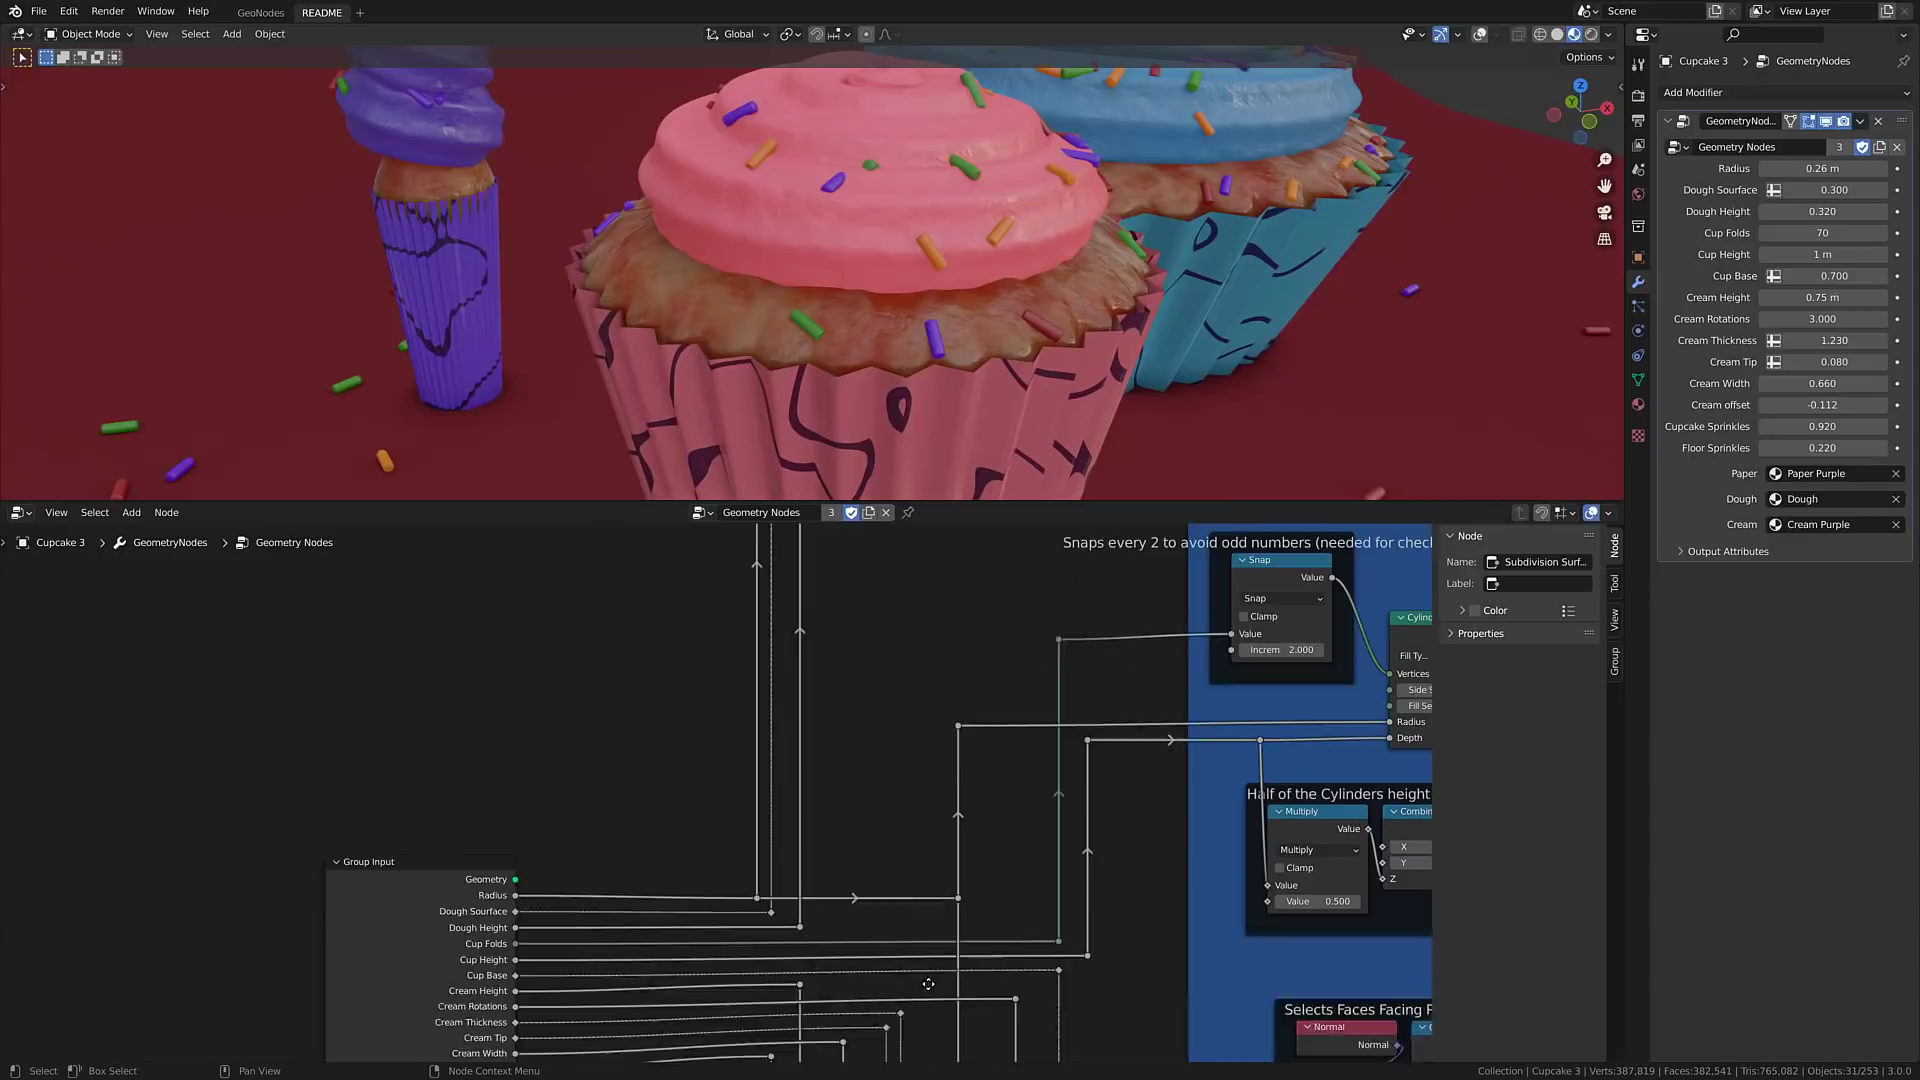 File Edit Render Window Help GeoNodes README + Scene View Layer
Object Mode View Select Add Object Global
Options
Z
Y
X
Cupcake 3 > GeometryNodes
Add Modifier
GeometryNod...
Geometry Nodes 3
Radius 0.26 m
Dough Sourface 0.300
Dough Height 0.320
Cup Folds 70
Cup Height 1 m
Cup Base 0.700
Cream Height 0.75 m
Cream Rotations 3.000
Cream Thickness 1.230
Cream Tip 0.080
Cream Width 0.660
Cream offset -0.112
Cupcake Sprinkles 0.920
Floor Sprinkles 0.220
Paper Paper Purple
Dough Dough
Cream Cream Purple
Output Attributes
View Select Add Node Geometry Nodes 3
Cupcake 3 > GeometryNodes > Geometry Nodes
Snaps every 2 to avoid odd numbers (needed for chec
Snap
Value
Snap
Clamp
Value
Increm 2.000
Cylin
Fill Ty...
Vertices
Side S
Fill Se
Radius
Depth
Half of the Cylinders height
Multiply
Value
Multiply
Clamp
Value
Value 0.500
Combin
X
Y
Z
Selects Faces Facing
Normal
Normal
Group Input
Geometry
Radius
Dough Sourface
Dough Height
Cup Folds
Cup Height
Cup Base
Cream Height
Cream Rotations
Cream Thickness
Cream Tip
Cream Width
Node
Name: Subdivision Surf...
Label:
Color
Properties
Node
Tool
View
Group
Select Box Select Pan View Node Context Menu
Collection | Cupcake 3 | Verts:387,819 | Faces:382,541 | Tris:765,082 | Objects:31/253 | 3.0.0